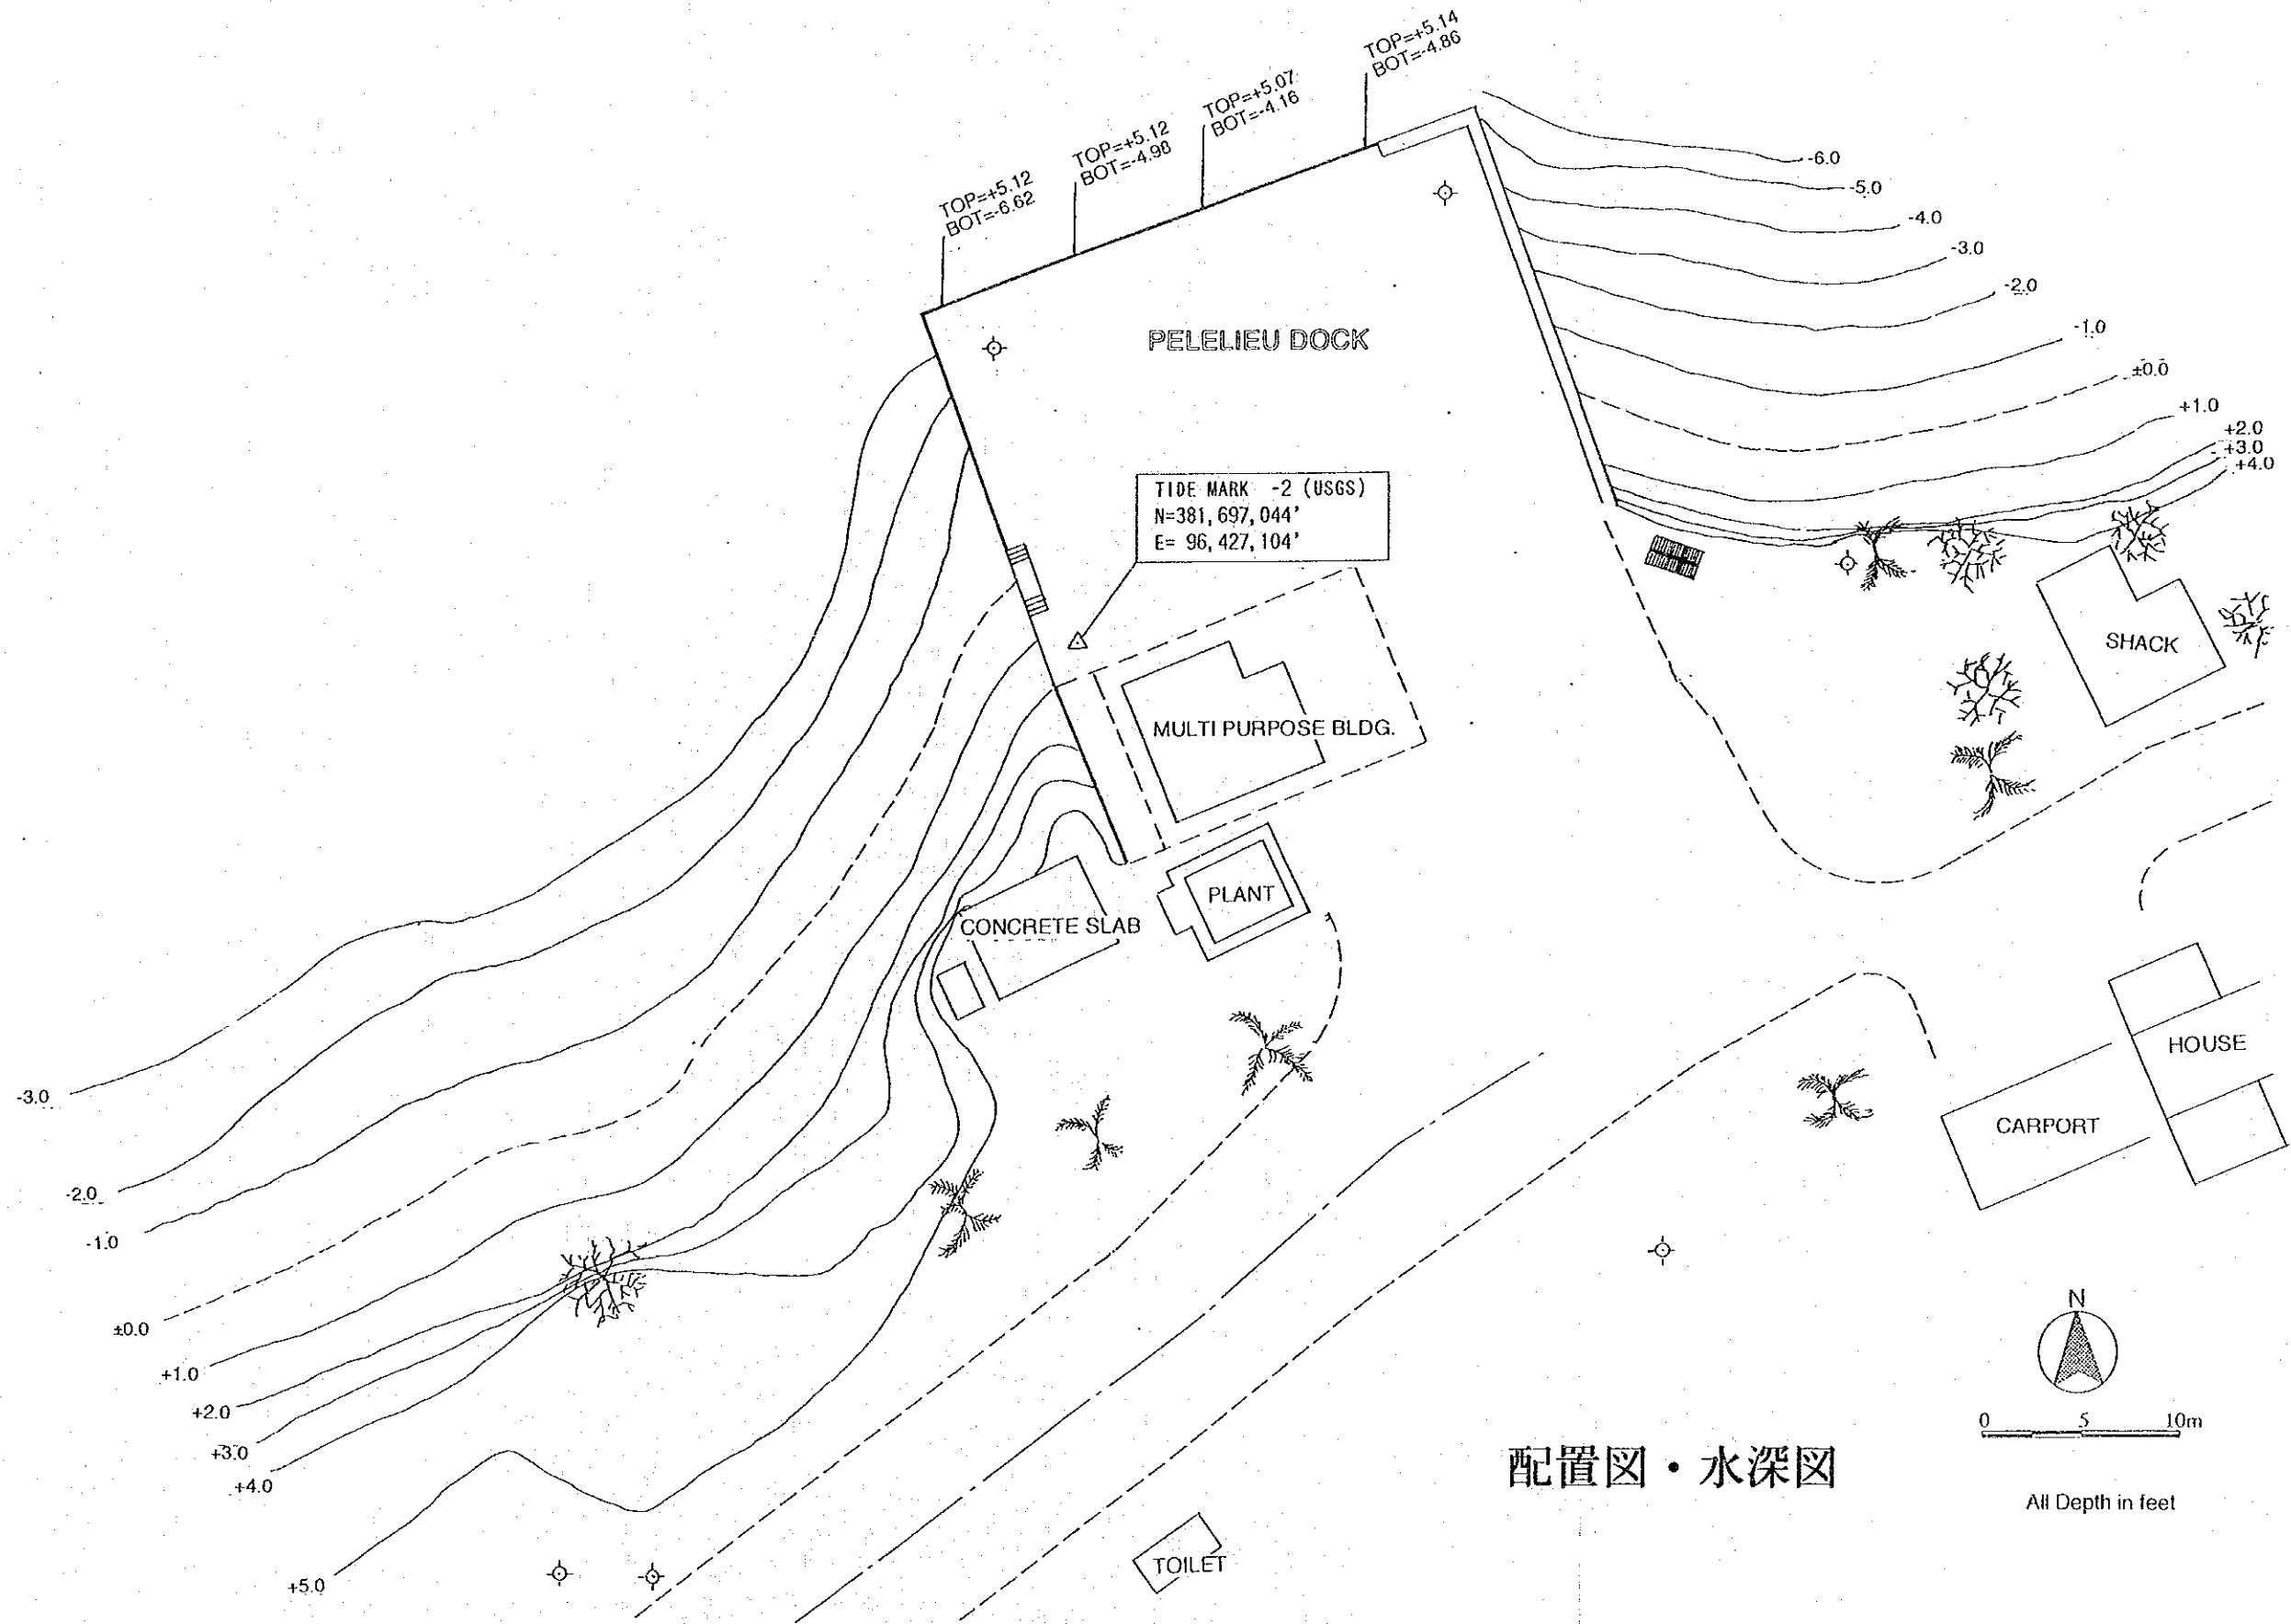 TOP=+5.14
BOT=-4.86
TOP=+5.07
BOT=-4.16
TOP=+5.12
BOT=-4.98
TOP=+5.12
BOT=-6.62
-6.0
-5.0
-4.0
-3.0
-2.0
-1.0
±0.0
+1.0
+2.0
+3.0
+4.0
PELELIEU DOCK
TIDE MARK -2 (USGS)
N=381,697,044'
E= 96,427,104'
SHACK
MULTI PURPOSE BLDG.
PLANT
CONCRETE SLAB
HOUSE
CARPORT
-3.0
-2.0
-1.0
±0.0
+1.0
+2.0
+3.0
+4.0
+5.0
N
0 5 10m
配置図・水深図
All Depth in feet
TOILET